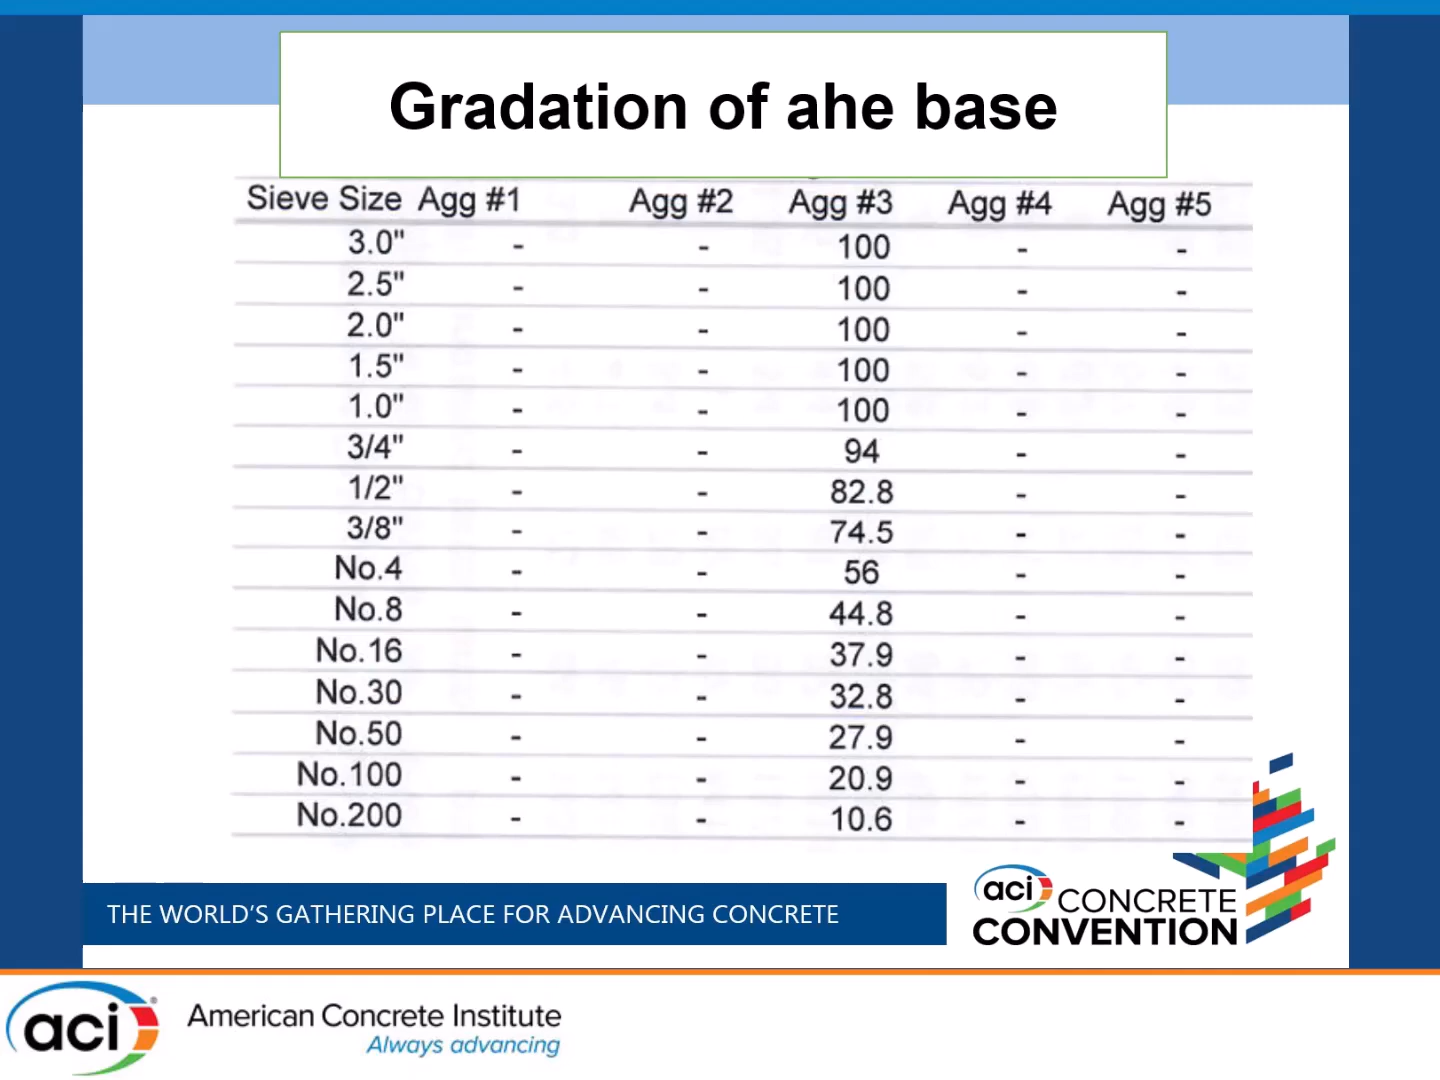 Gradation of ahe base
Sieve Size Agg #1 Agg #2 Agg #3 Agg #4 Agg #5
3.0" - - 100 - -
2.5" - - 100 - -
2.0" - - 100 - -
1.5" - - 100 - -
1.0" - - 100 - -
3/4" - - 94 - -
1/2" - - 82.8 - -
3/8" - - 74.5 - -
No.4 - - 56 - -
No.8 - - 44.8 - -
No.16 - - 37.9 - -
No.30 - - 32.8 - -
No.50 - - 27.9 - -
No.100 - - 20.9 - -
No.200 - - 10.6 - -
THE WORLD'S GATHERING PLACE FOR ADVANCING CONCRETE
aci CONCRETE
CONVENTION
aci American Concrete Institute
Always advancing